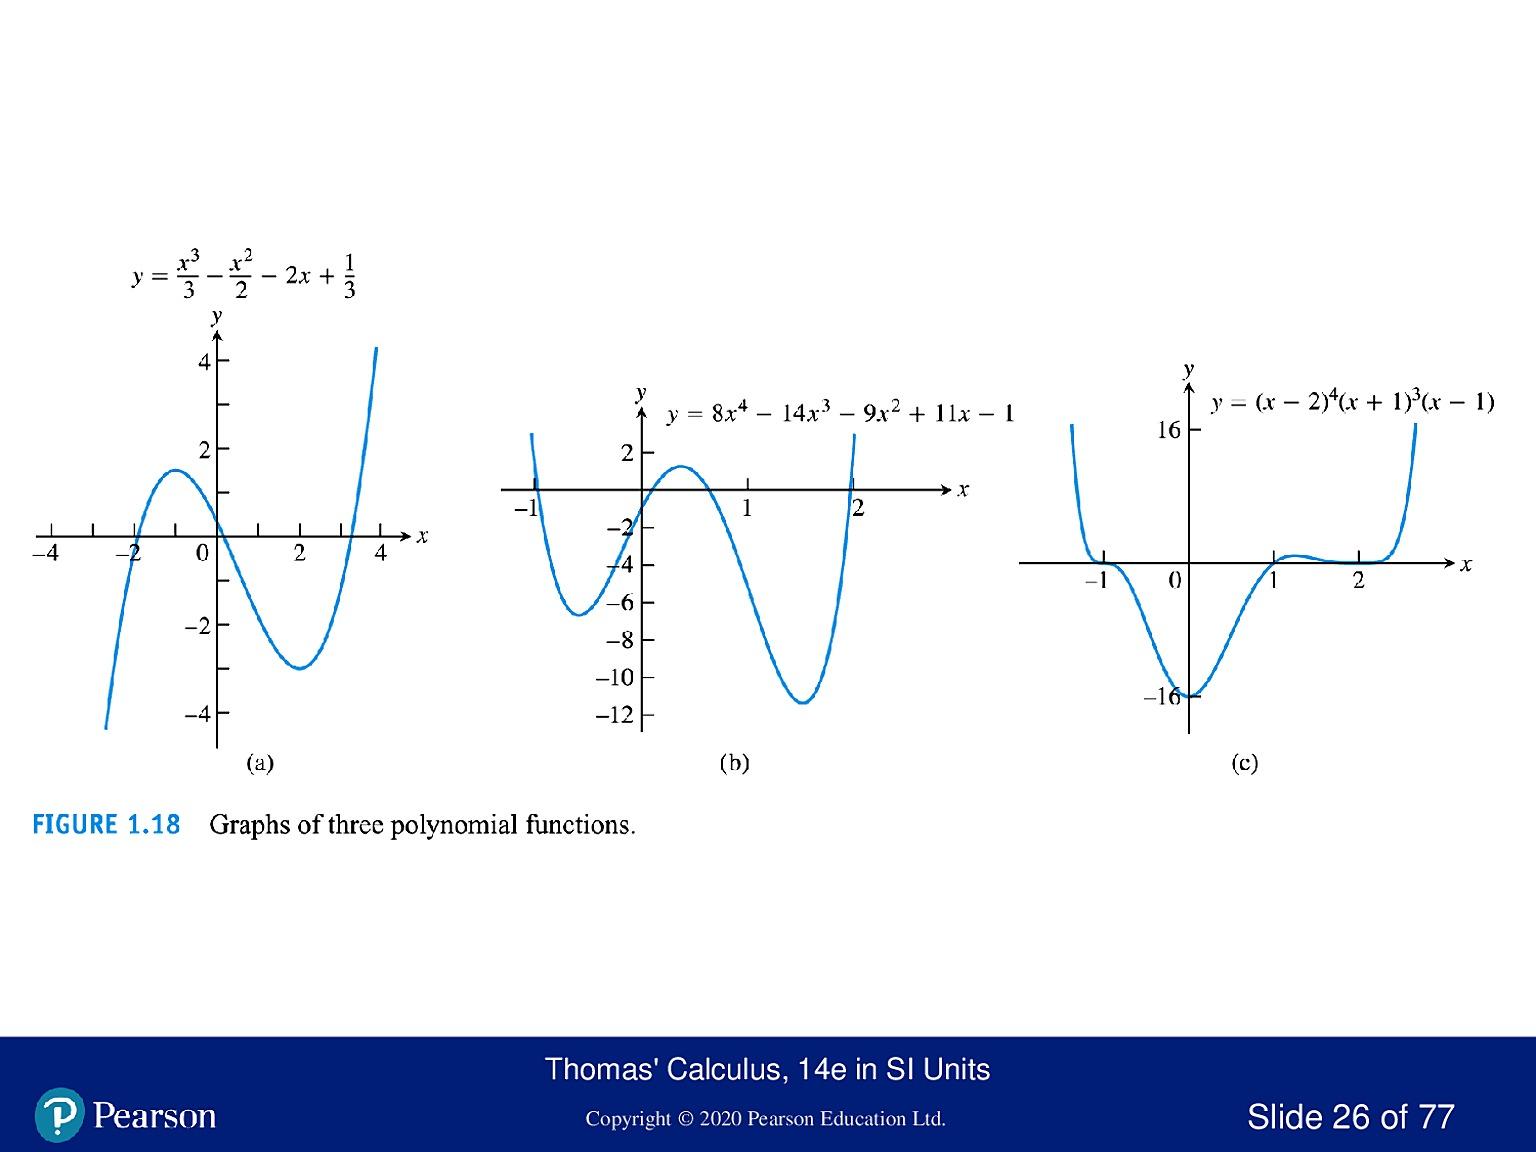 y = x³/3 − x²/2 − 2x + 1/3
y
4
2
−4
−2
0
2
4
x
−2
−4
(a)
y
y = 8x⁴ − 14x³ − 9x² + 11x − 1
2
x
−1
1
2
−2
−4
−6
−8
−10
−12
(b)
y
y = (x − 2)⁴(x + 1)³(x − 1)
16
x
−1
0
1
2
−16
(c)
FIGURE 1.18 Graphs of three polynomial functions.
Thomas' Calculus, 14e in SI Units
Pearson
Copyright © 2020 Pearson Education Ltd.
Slide 26 of 77